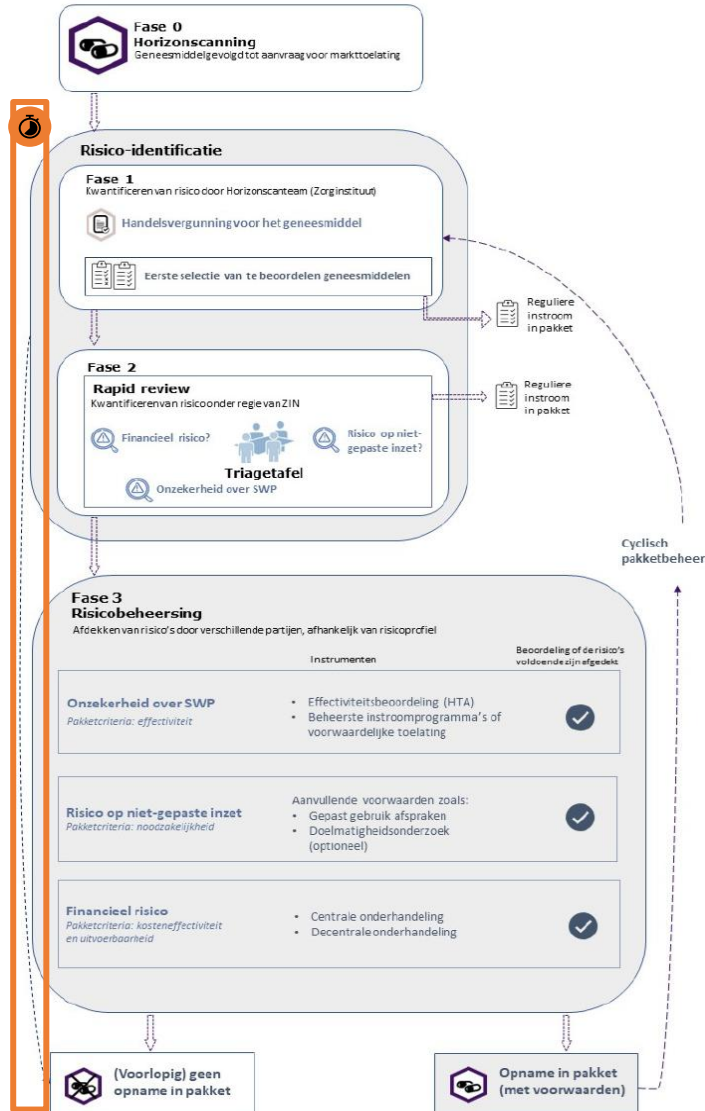 Fase 0
Horizonscanning
Geneesmiddel gevolgd tot aanvraag voor markttoelating
Risico-identificatie
Fase 1
Kwantificeren van risico door Horizonscanteam (Zorginstituut)
Handelsvergunning voor het geneesmiddel
Eerste selectie van te beoordelen geneesmiddelen
Reguliere
instroom
in pakket
Fase 2
Rapid review
Kwantificeren van risico onder regie van ZIN
Financieel risico?
Risico op niet-
gepaste inzet?
Triagetafel
Onzekerheid over SWP
Reguliere
instroom
in pakket
Cyclisch
pakketbeheer
Fase 3
Risicobeheersing
Afdekken van risico's door verschillende partijen, afhankelijk van risicoprofiel
Instrumenten
Beoordeling of de risico's
voldoende zijn afgedekt
Onzekerheid over SWP
Pakketcriteria: effectiviteit
• Effectiviteitsbeoordeling (HTA)
• Beheerste instroomprogramma's of
voorwaardelijke toelating
Risico op niet-gepaste inzet
Pakketcriteria: noodzakelijkheid
Aanvullende voorwaarden zoals:
• Gepast gebruik afspraken
• Doelmatigheidsonderzoek
(optioneel)
Financieel risico
Pakketcriteria: kosteneffectiviteit
en uitvoerbaarheid
• Centrale onderhandeling
• Decentrale onderhandeling
(Voorlopig) geen
opname in pakket
Opname in pakket
(met voorwaarden)